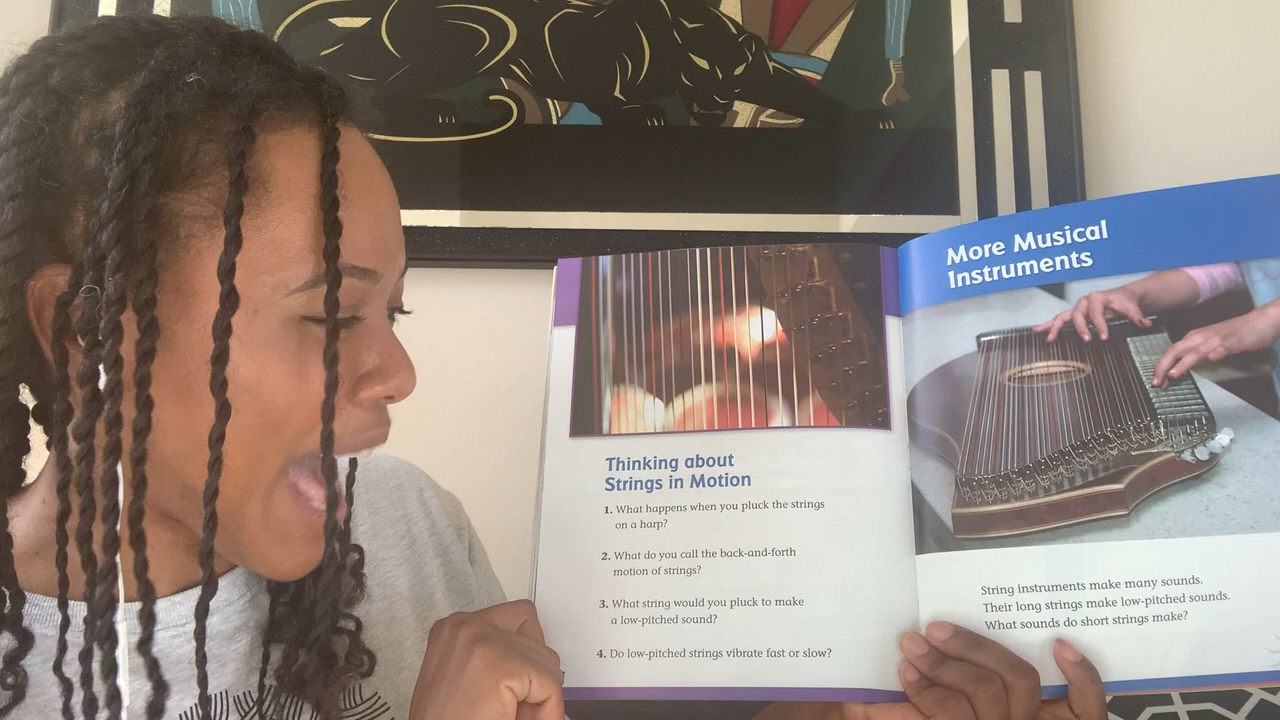 Thinking about
Strings in Motion
1. What happens when you pluck the strings
on a harp?
2. What do you call the back-and-forth
motion of strings?
3. What string would you pluck to make
a low-pitched sound?
4. Do low-pitched strings vibrate fast or slow?
More Musical
Instruments
String instruments make many sounds.
Their long strings make low-pitched sounds.
What sounds do short strings make?